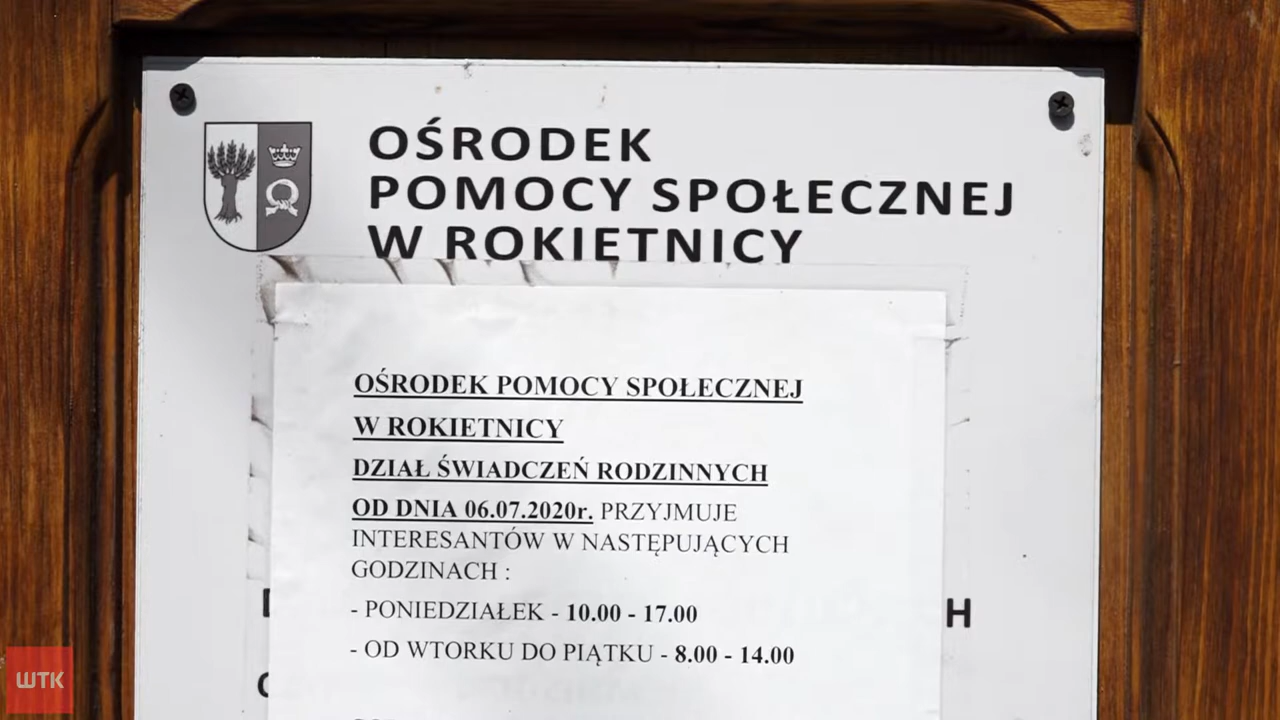 OŚRODEK
POMOCY SPOŁECZNEJ
W ROKIETNICY
OŚRODEK POMOCY SPOŁECZNEJ
W ROKIETNICY
DZIAŁ ŚWIADCZEŃ RODZINNYCH
OD DNIA 06.07.2020r. PRZYJMUJE
INTERESANTÓW W NASTĘPUJĄCYCH
GODZINACH :
- PONIEDZIAŁEK - 10.00 - 17.00
- OD WTORKU DO PIĄTKU - 8.00 - 14.00
WTK